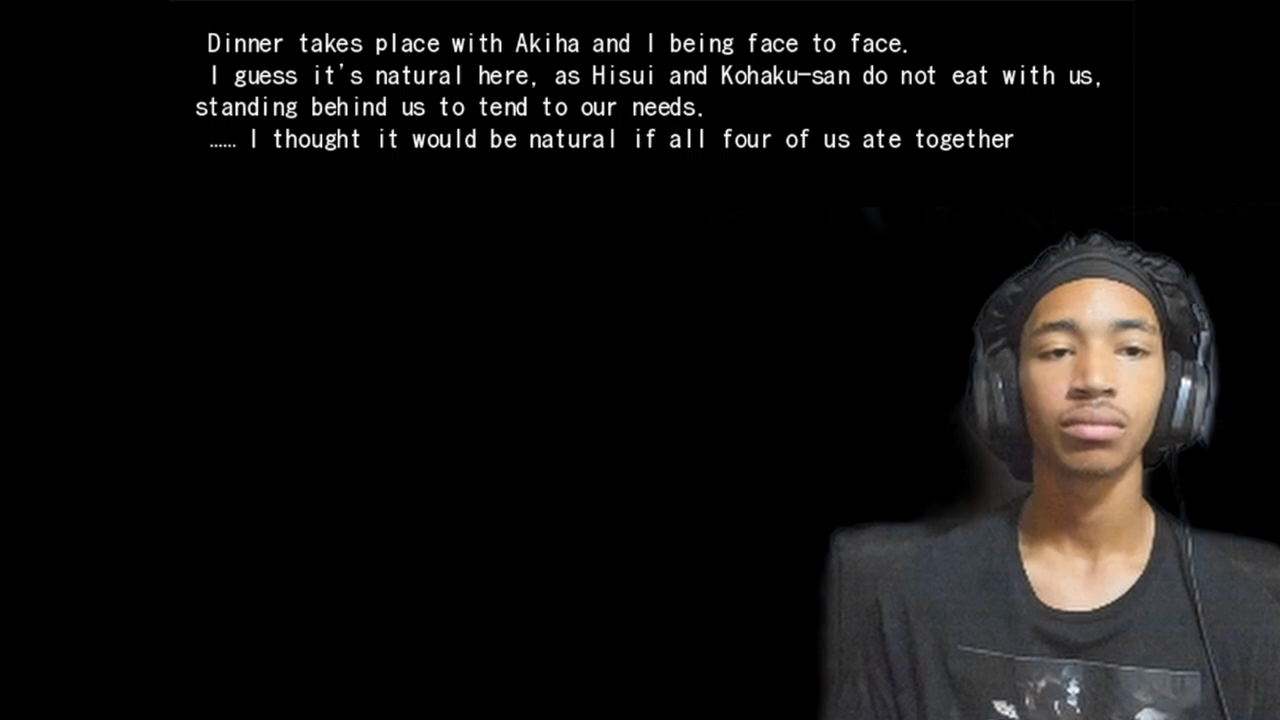 Dinner takes place with Akiha and I being face to face.
I guess it's natural here, as Hisui and Kohaku-san do not eat with us,
standing behind us to tend to our needs.
...... I thought it would be natural if all four of us ate together